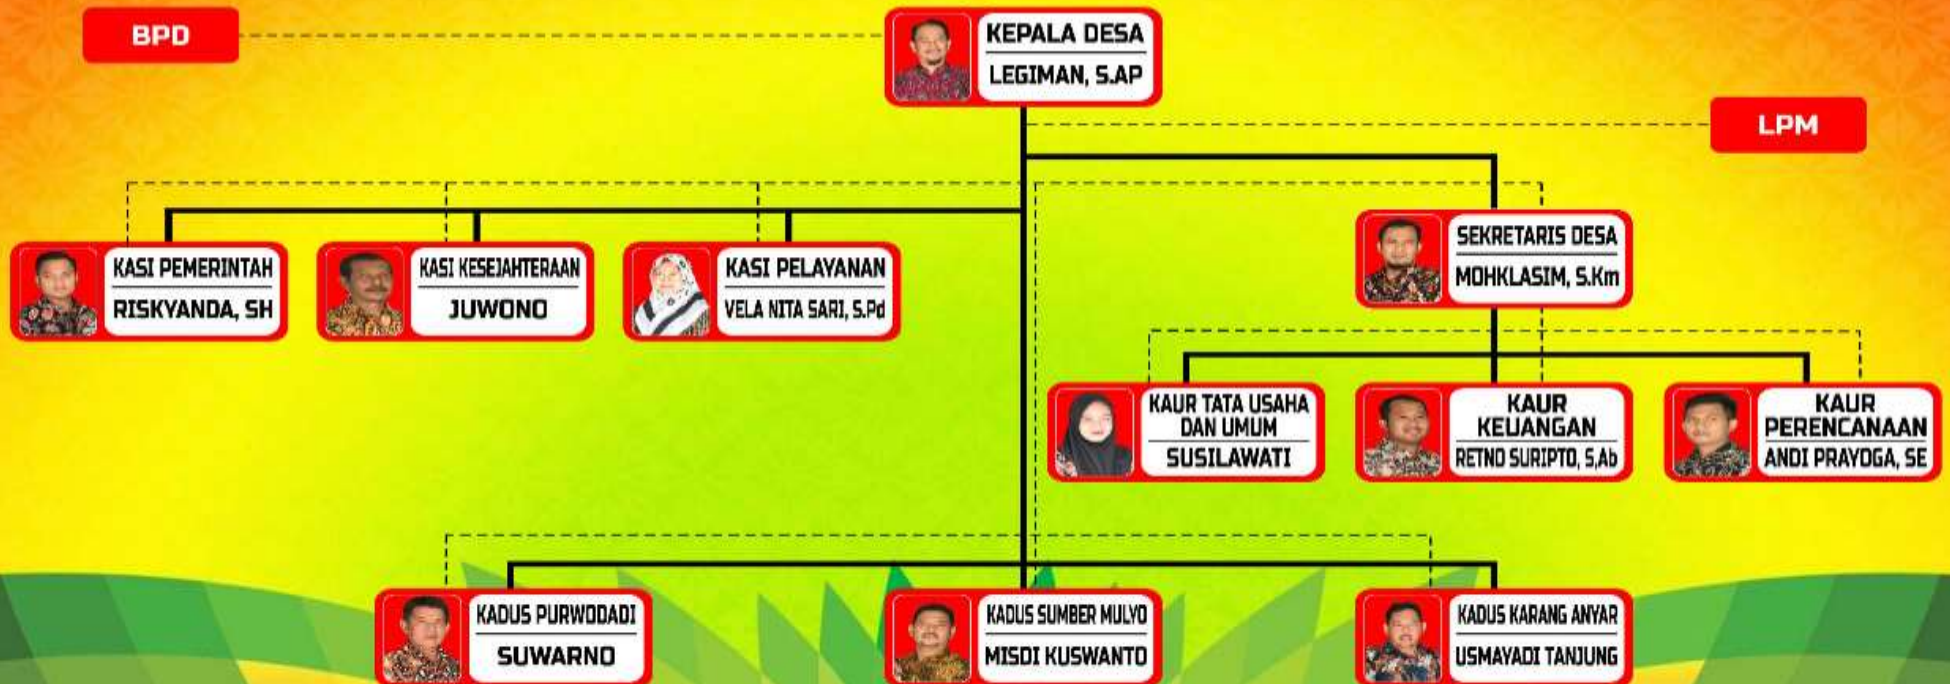 BPD
KEPALA DESA
LEGIMAN, S.AP
LPM
KASI PEMERINTAH
RISKYANDA, SH
KASI KESEJAHTERAAN
JUWONO
KASI PELAYANAN
VELA NITA SARI, S.Pd
SEKRETARIS DESA
MOHKLASIM, S.Km
KAUR TATA USAHA
DAN UMUM
SUSILAWATI
KAUR
KEUANGAN
RETNO SURIPTO, S,Ab
KAUR
PERENCANAAN
ANDI PRAYOGA, SE
KADUS PURWODADI
SUWARNO
KADUS SUMBER MULYO
MISDI KUSWANTO
KADUS KARANG ANYAR
USMAYADI TANJUNG